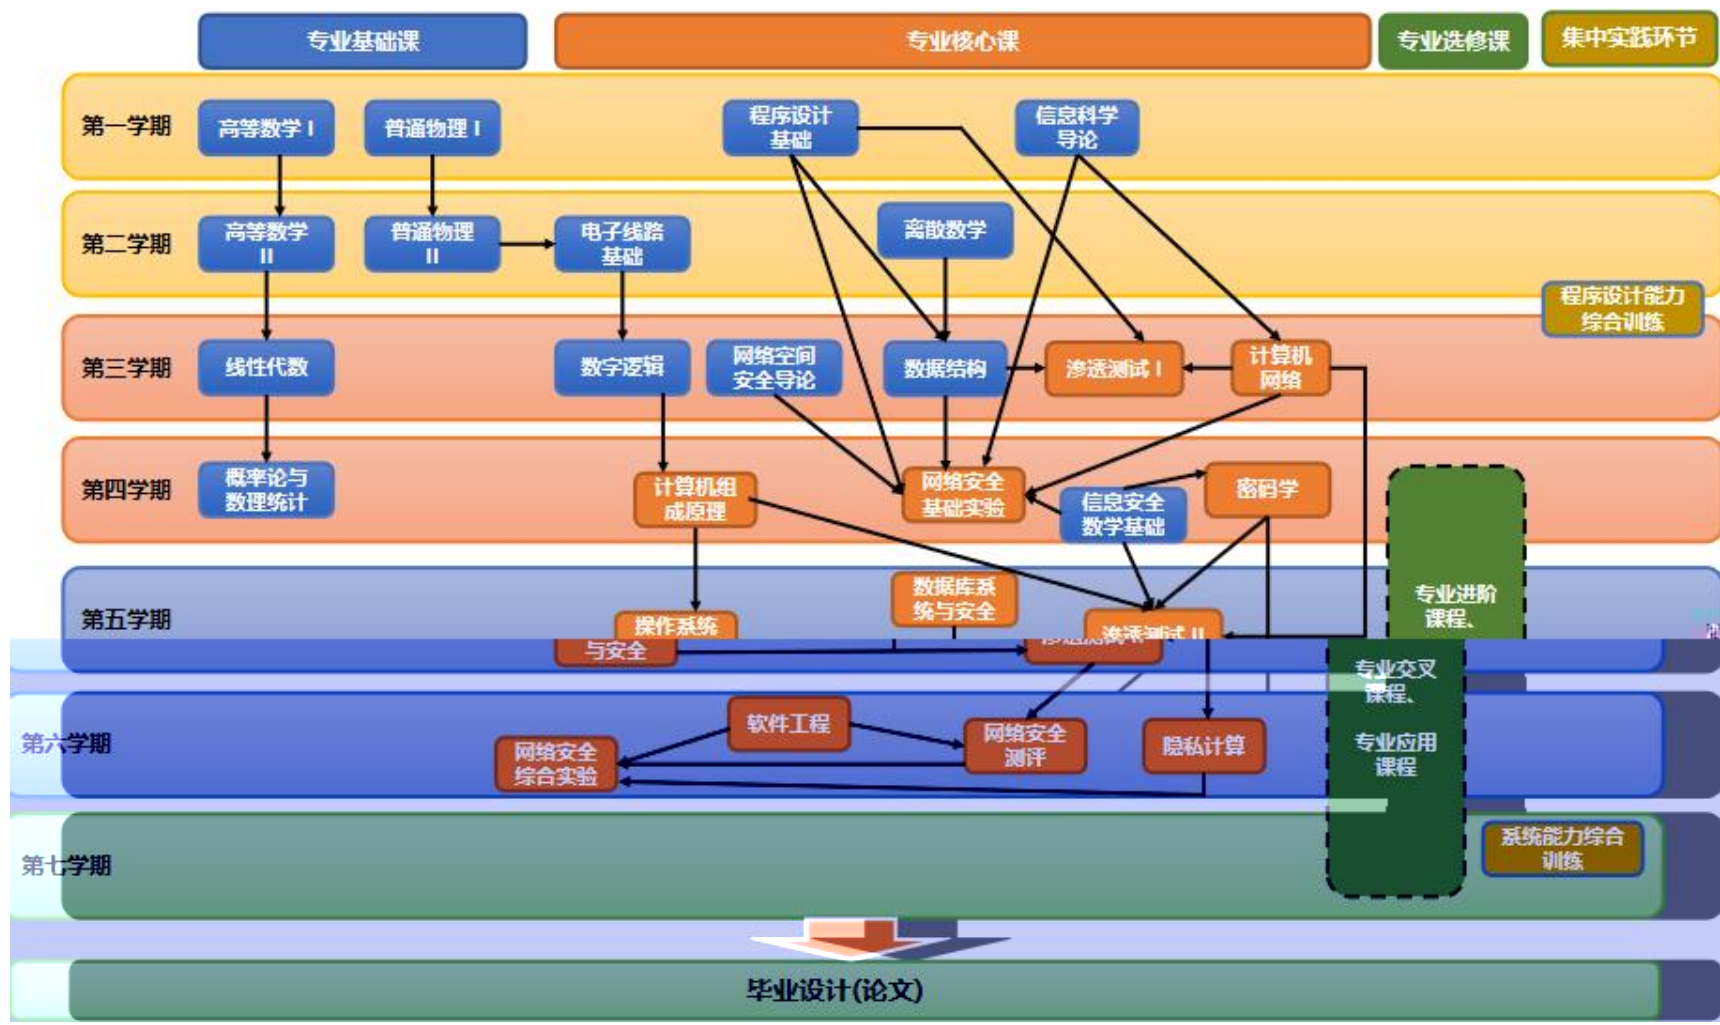 专业基础课
专业核心课
专业选修课
集中实践环节
第一学期
高等数学 I
普通物理 I
程序设计
基础
信息科学
导论
第二学期
高等数学
II
普通物理
II
电子线路
基础
离散数学
程序设计能力
综合训练
第三学期
线性代数
数字逻辑
网络空间
安全导论
数据结构
渗透测试 I
计算机
网络
第四学期
概率论与
数理统计
计算机组
成原理
网络安全
基础实验
信息安全
数学基础
密码学
第五学期
操作系统
与安全
数据库系
统与安全
渗透测试 II
专业进阶
课程、
专业交叉
课程、
专业应用
课程
第六学期
网络安全
综合实验
软件工程
网络安全
测评
隐私计算
第七学期
系统能力综合
训练
毕业设计(论文)